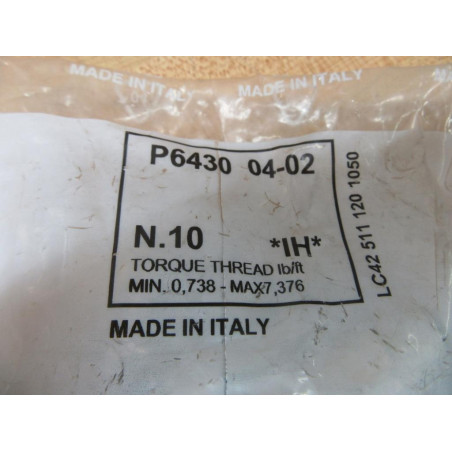 MADE IN ITALY
MADE IN ITALY
P6430 04-02
N.10 *IH*
TORQUE THREAD lb/ft
MIN. 0,738 - MAX7,376
MADE IN ITALY
LC42 511 120 1050